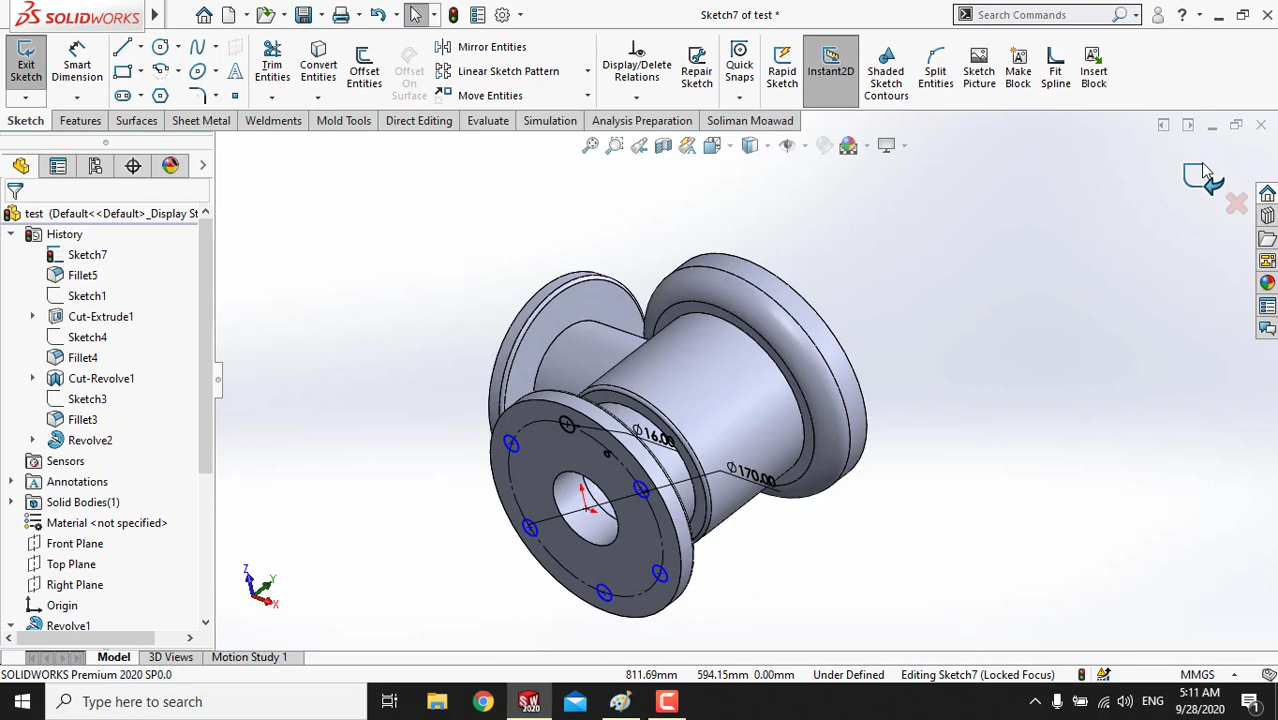 SOLIDWORKS
Sketch7 of test *
Search Commands
Exit Sketch
Smart Dimension
Trim Entities
Convert Entities
Offset Entities
Offset On Surface
Mirror Entities
Linear Sketch Pattern
Move Entities
Display/Delete Relations
Repair Sketch
Quick Snaps
Rapid Sketch
Instant2D
Shaded Sketch Contours
Split Entities
Sketch Picture
Make Block
Fit Spline
Insert Block
Sketch Features Surfaces Sheet Metal Weldments Mold Tools Direct Editing Evaluate Simulation Analysis Preparation Soliman Moawad
test (Default<<Default>_Display St
History
Sketch7
Fillet5
Sketch1
Cut-Extrude1
Sketch4
Fillet4
Cut-Revolve1
Sketch3
Fillet3
Revolve2
Sensors
Annotations
Solid Bodies(1)
Material <not specified>
Front Plane
Top Plane
Right Plane
Origin
Revolve1
∅16.00
∅170.00
6
Z
Y
X
Model 3D Views Motion Study 1
SOLIDWORKS Premium 2020 SP0.0
811.69mm 594.15mm 0.00mm Under Defined Editing Sketch7 (Locked Focus) MMGS
Type here to search
SW 2020
5:11 AM
9/28/2020
1